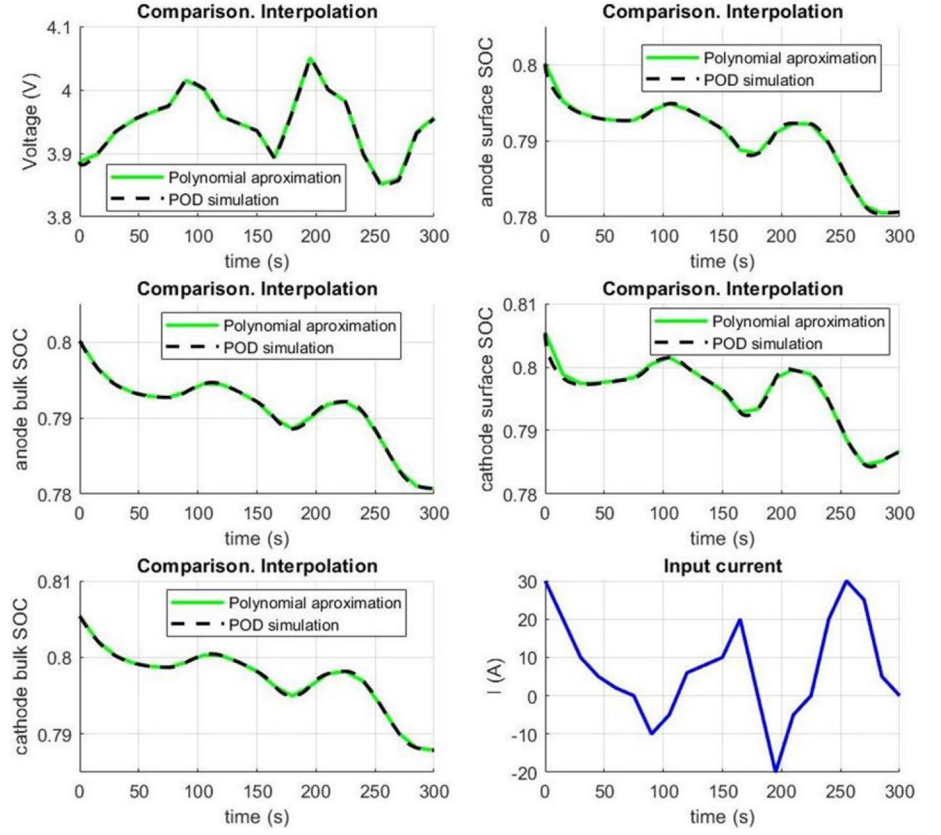 Comparison. Interpolation
Voltage (V)
4.1
4
3.9
3.8
Polynomial aproximation
POD simulation
0 50 100 150 200 250 300
time (s)
Comparison. Interpolation
anode surface SOC
0.8
0.79
0.78
Polynomial aproximation
POD simulation
0 50 100 150 200 250 300
time (s)
Comparison. Interpolation
anode bulk SOC
0.8
0.79
0.78
Polynomial aproximation
POD simulation
0 50 100 150 200 250 300
time (s)
Comparison. Interpolation
cathode surface SOC
0.81
0.8
0.79
0.78
Polynomial aproximation
POD simulation
0 50 100 150 200 250 300
time (s)
Comparison. Interpolation
cathode bulk SOC
0.81
0.8
0.79
Polynomial aproximation
POD simulation
0 50 100 150 200 250 300
time (s)
Input current
I (A)
30
20
10
0
-10
-20
0 50 100 150 200 250 300
time (s)